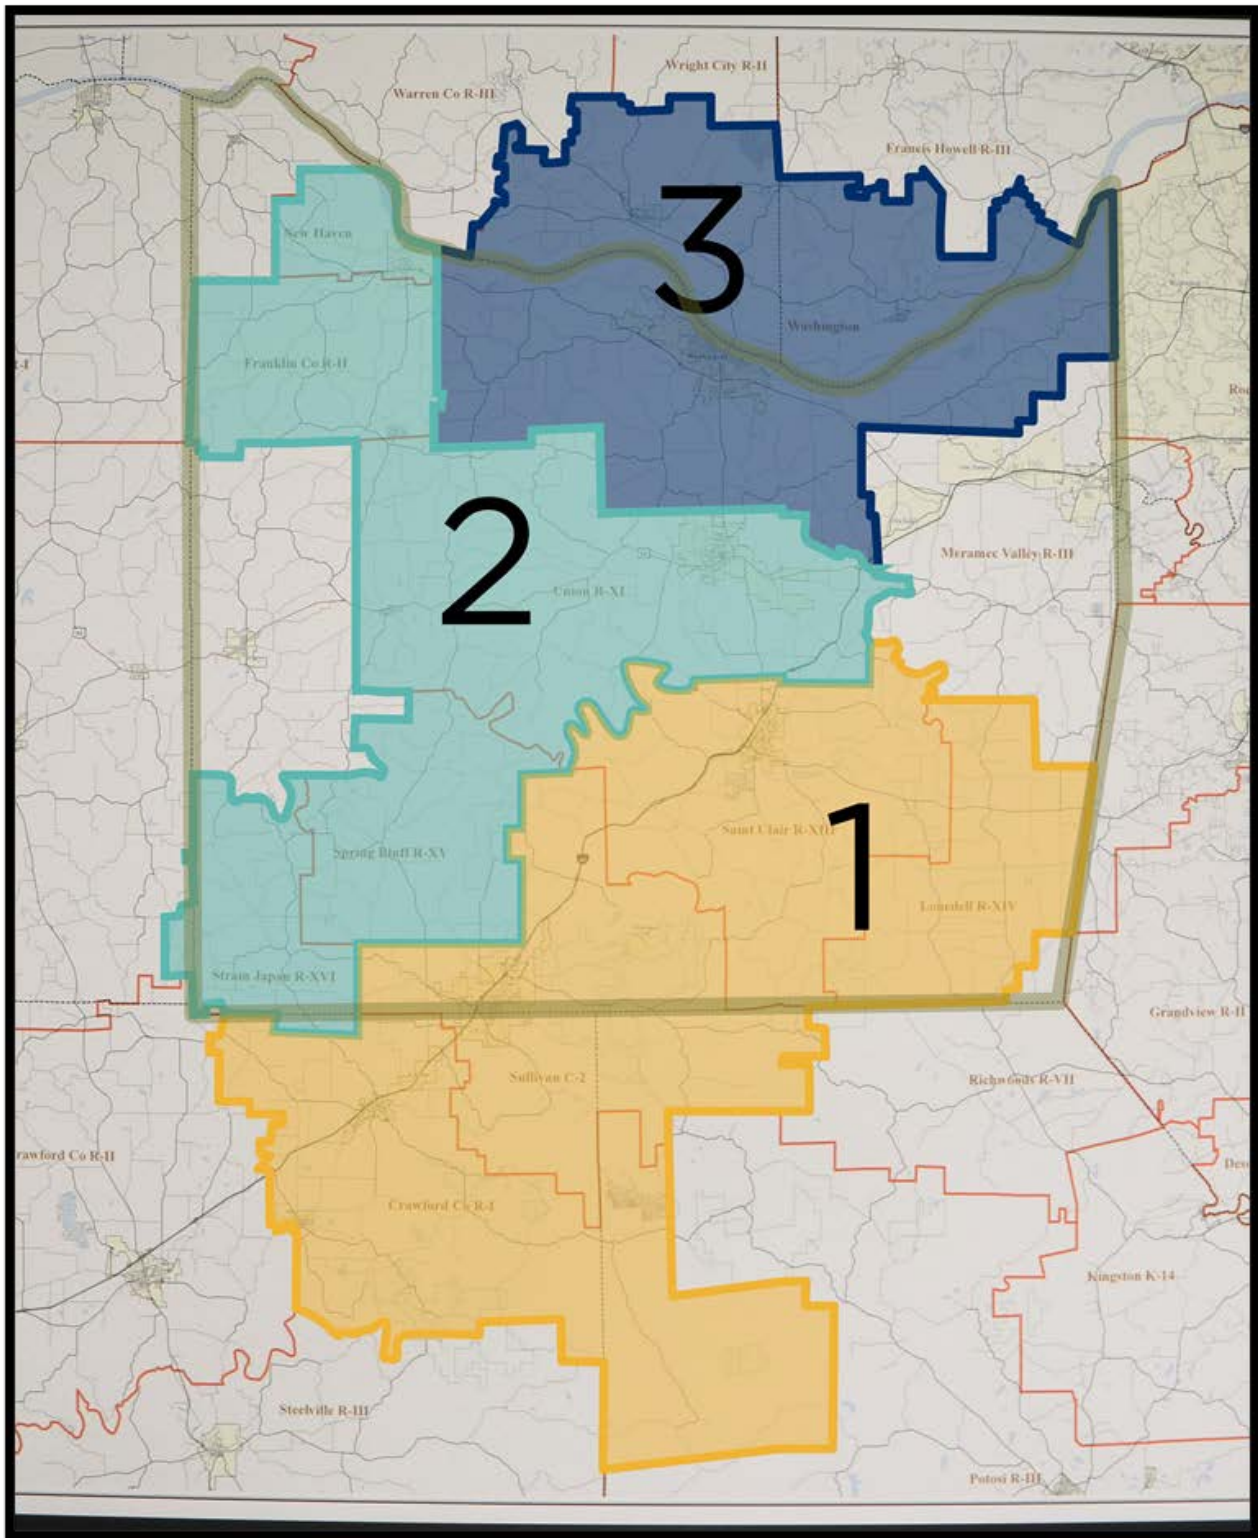 Wright City R-II
Warren Co R-III
Francis Howell R-III
3
New Haven
Washington
Franklin Co R-II
2
Meramec Valley R-III
Union R-XI
Saint Clair R-XIII
1
Spring Bluff R-XV
Lonedell R-XIV
Strain Japan R-XVI
Grandview R-II
Sullivan C-2
Richwoods R-VII
rawford Co R-II
Crawford Co R-I
Kingston K-14
Steelville R-III
Potosi R-III